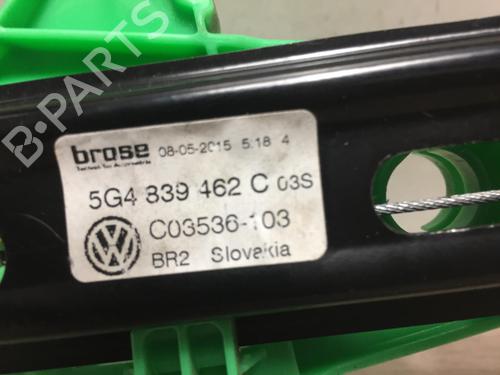 B-PARTS
brose 08-05-2015 5:18 4
5G4 839 462 C 03S
C03536-103
BR2 Slovakia